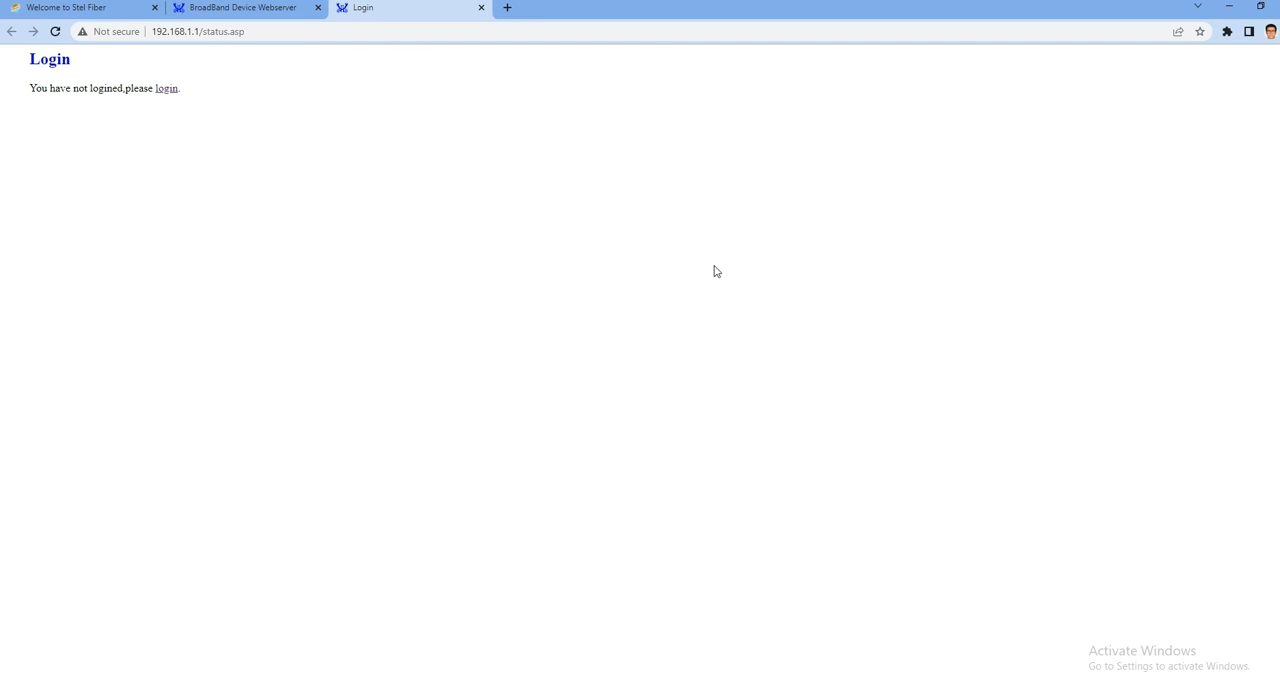 Welcome to Stel Fiber
BroadBand Device Webserver
Login
Not secure
192.168.1.1/status.asp
Login
You have not logined,please login.
Activate Windows
Go to Settings to activate Windows.